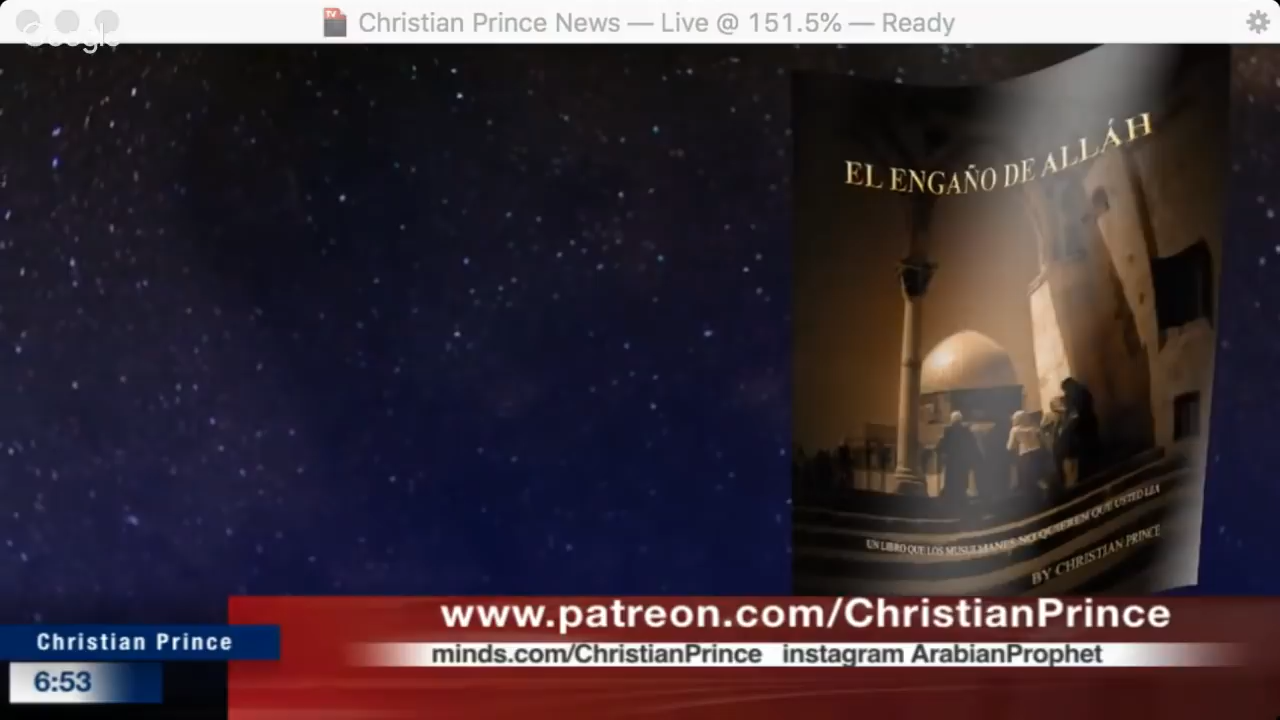 Christian Prince News — Live @ 151.5% — Ready
Google
EL ENGAÑO DE ALLÁH
UN LIBRO QUE LOS MUSULMANES NO QUIEREN QUE USTED LEA
BY CHRISTIAN PRINCE
www.patreon.com/ChristianPrince
Christian Prince
minds.com/ChristianPrince instagram ArabianProphet
6:53